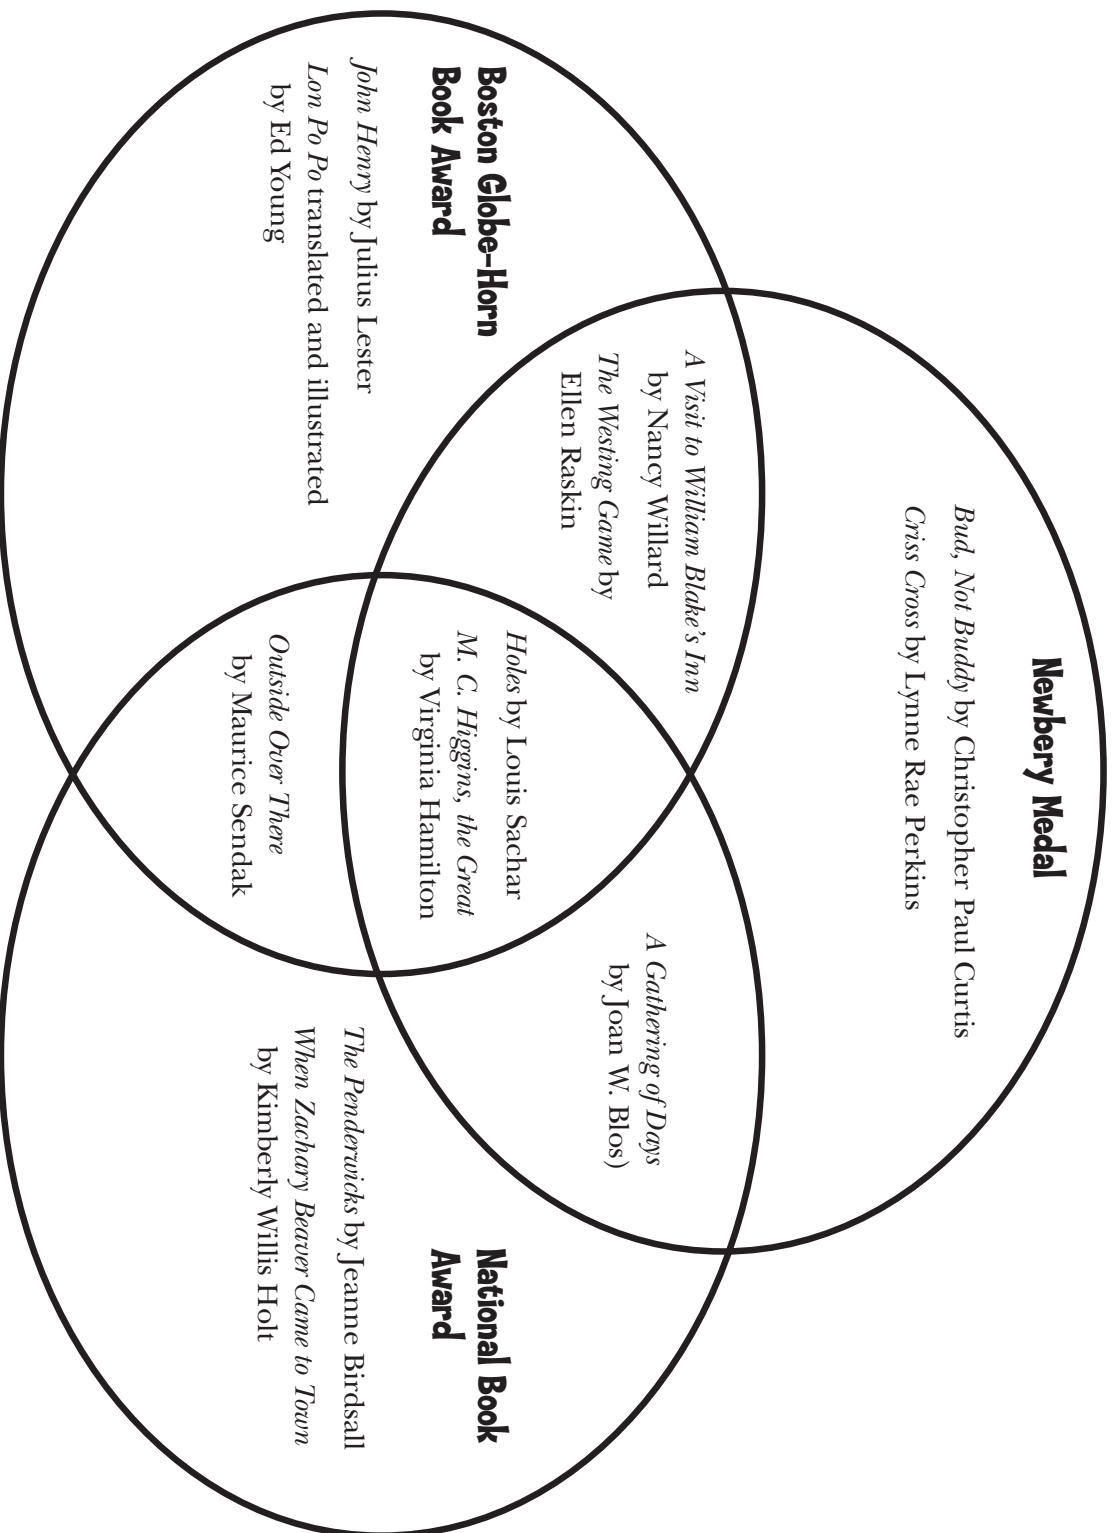 Newbery Medal
Bud, Not Buddy by Christopher Paul Curtis
Criss Cross by Lynne Rae Perkins
A Visit to William Blake’s Inn
by Nancy Willard
The Westing Game by
Ellen Raskin
A Gathering of Days
by Joan W. Blos)
Holes by Louis Sachar
M. C. Higgins, the Great
by Virginia Hamilton
Boston Globe–Horn
Book Award
John Henry by Julius Lester
Lon Po Po translated and illustrated
by Ed Young
Outside Over There
by Maurice Sendak
National Book
Award
The Penderwicks by Jeanne Birdsall
When Zachary Beaver Came to Town
by Kimberly Willis Holt